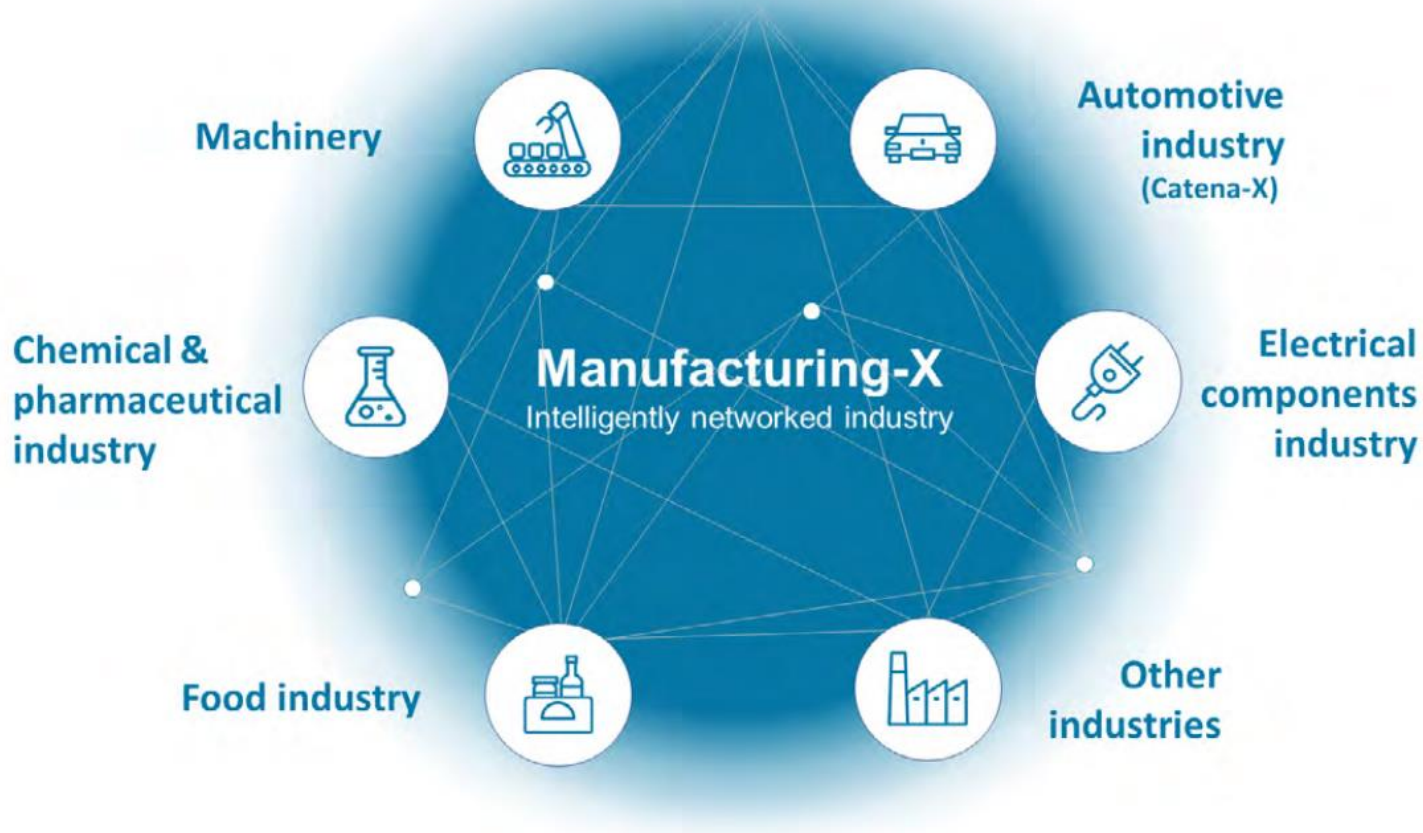 Machinery
Automotive
industry
(Catena-X)
Chemical &
pharmaceutical
industry
Manufacturing-X
Intelligently networked industry
Electrical
components
industry
Food industry
Other
industries